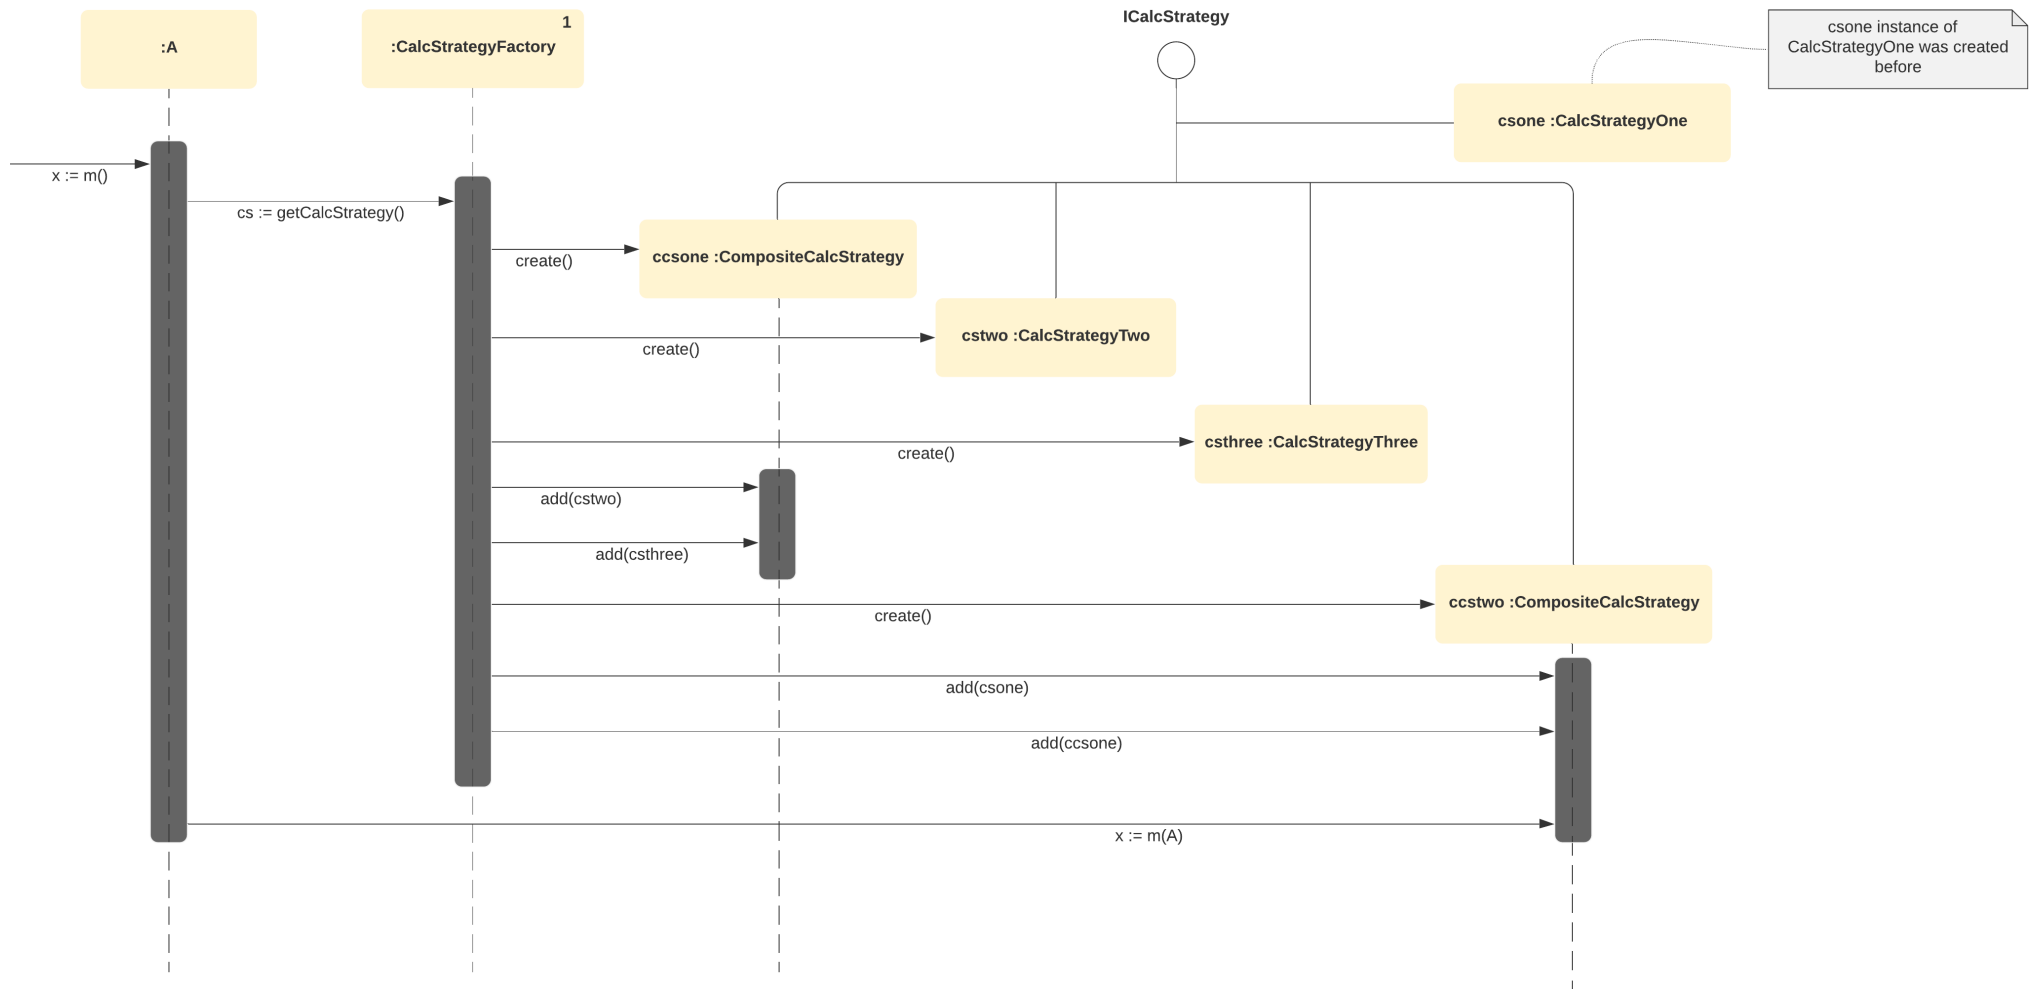 ICalcStrategy
1
:A
:CalcStrategyFactory
csone instance of
CalcStrategyOne was created
before
csone :CalcStrategyOne
x := m()
cs := getCalcStrategy()
ccsone :CompositeCalcStrategy
create()
cstwo :CalcStrategyTwo
create()
csthree :CalcStrategyThree
create()
add(cstwo)
add(csthree)
ccstwo :CompositeCalcStrategy
create()
add(csone)
add(ccsone)
x := m(A)